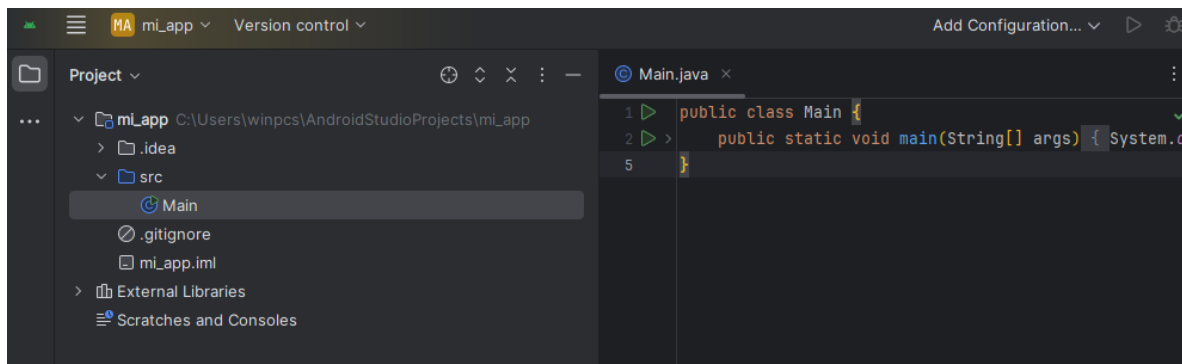 MA mi_app Version control Add Configuration...
Project
mi_app C:\Users\winpcs\AndroidStudioProjects\mi_app
.idea
src
Main
.gitignore
mi_app.iml
External Libraries
Scratches and Consoles
Main.java
1 public class Main {
2 public static void main(String[] args) { System.
5 }